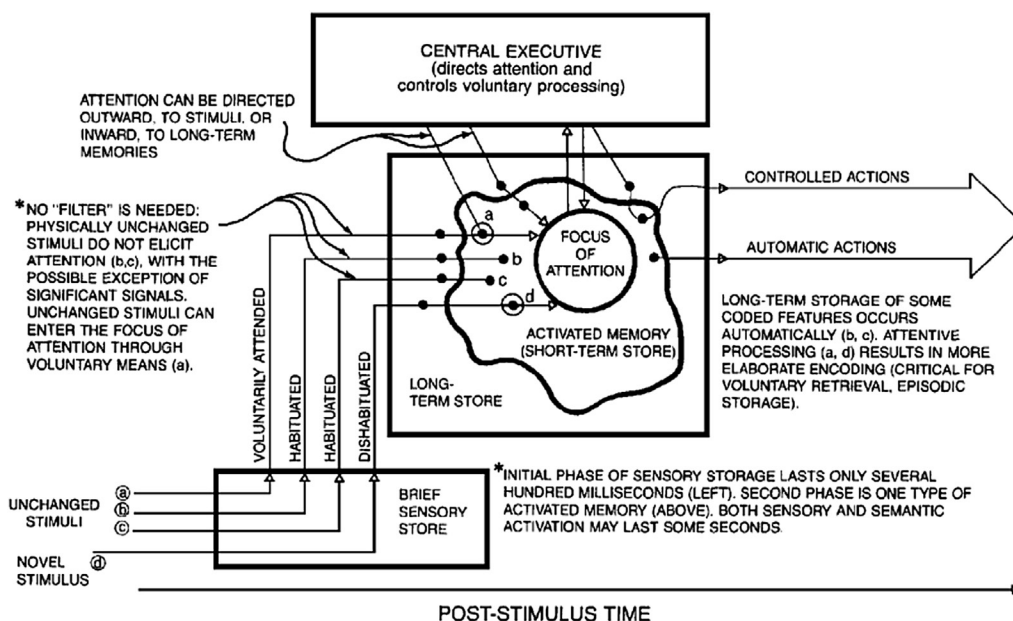 CENTRAL EXECUTIVE
(directs attention and
controls voluntary processing)
ATTENTION CAN BE DIRECTED
OUTWARD, TO STIMULI, OR
INWARD, TO LONG-TERM
MEMORIES
*NO "FILTER" IS NEEDED:
PHYSICALLY UNCHANGED
STIMULI DO NOT ELICIT
ATTENTION (b,c), WITH THE
POSSIBLE EXCEPTION OF
SIGNIFICANT SIGNALS.
UNCHANGED STIMULI CAN
ENTER THE FOCUS OF
ATTENTION THROUGH
VOLUNTARY MEANS (a).
a
b
c
d
FOCUS
OF
ATTENTION
ACTIVATED MEMORY
(SHORT-TERM STORE)
LONG-
TERM STORE
CONTROLLED ACTIONS
AUTOMATIC ACTIONS
LONG-TERM STORAGE OF SOME
CODED FEATURES OCCURS
AUTOMATICALLY (b, c). ATTENTIVE
PROCESSING (a, d) RESULTS IN MORE
ELABORATE ENCODING (CRITICAL FOR
VOLUNTARY RETRIEVAL, EPISODIC
STORAGE).
VOLUNTARILY ATTENDED
HABITUATED
HABITUATED
DISHABITUATED
UNCHANGED
STIMULI
a
b
c
NOVEL
STIMULUS
d
BRIEF
SENSORY
STORE
*INITIAL PHASE OF SENSORY STORAGE LASTS ONLY SEVERAL
HUNDRED MILLISECONDS (LEFT). SECOND PHASE IS ONE TYPE OF
ACTIVATED MEMORY (ABOVE). BOTH SENSORY AND SEMANTIC
ACTIVATION MAY LAST SOME SECONDS.
POST-STIMULUS TIME